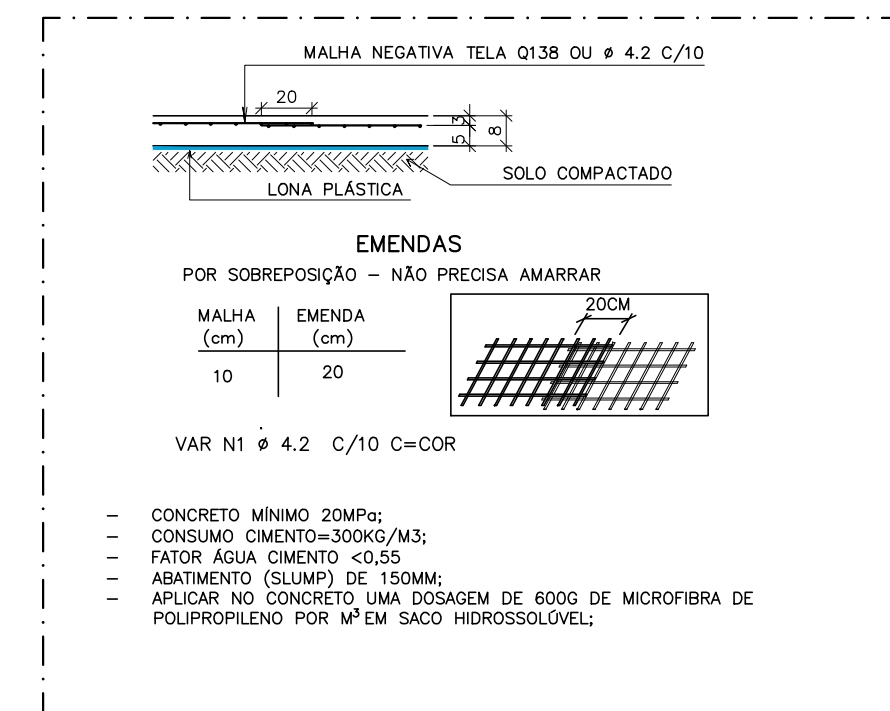 MALHA NEGATIVA TELA Q138 OU ø 4.2 C/10
20
3
5
8
SOLO COMPACTADO
LONA PLÁSTICA
EMENDAS
POR SOBREPOSIÇÃO – NÃO PRECISA AMARRAR
MALHA EMENDA
(cm) (cm)
10 20
20CM
VAR N1 ø 4.2 C/10 C=COR
– CONCRETO MÍNIMO 20MPa;
– CONSUMO CIMENTO=300KG/M3;
– FATOR ÁGUA CIMENTO <0,55
– ABATIMENTO (SLUMP) DE 150MM;
– APLICAR NO CONCRETO UMA DOSAGEM DE 600G DE MICROFIBRA DE
POLIPROPILENO POR M³ EM SACO HIDROSSOLÚVEL;